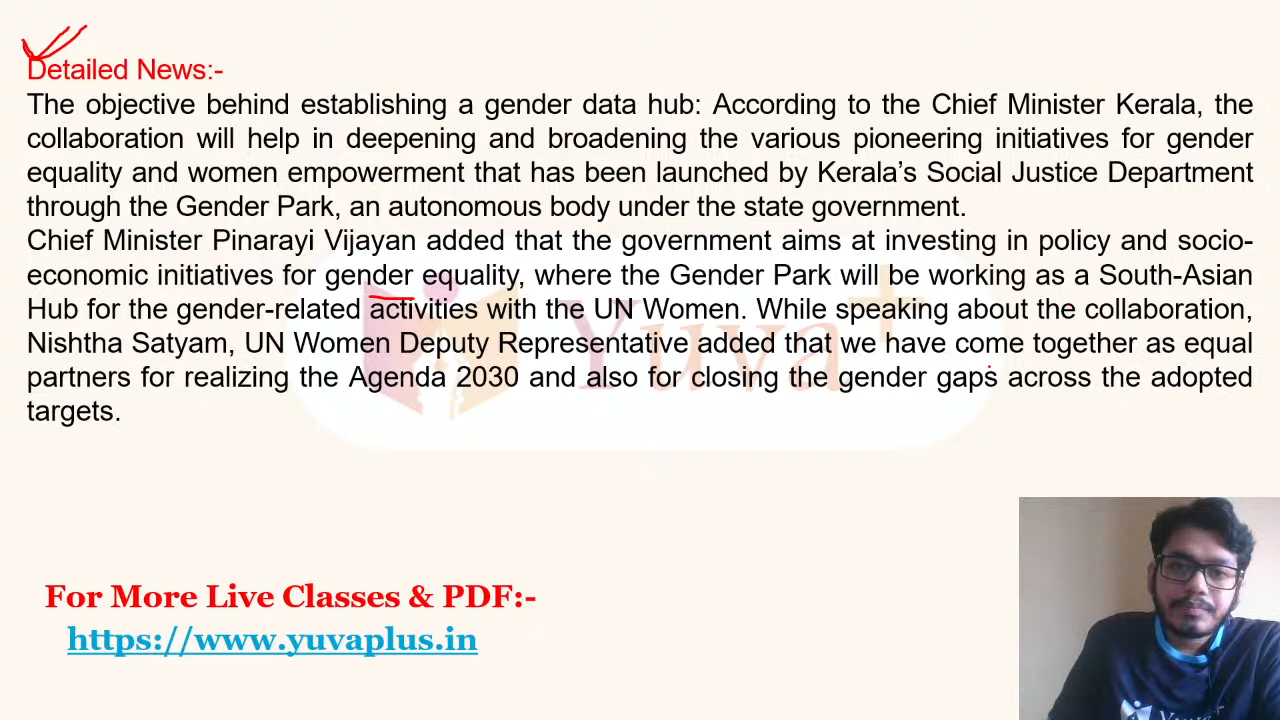 Detailed News:-
The objective behind establishing a gender data hub: According to the Chief Minister Kerala, the
collaboration will help in deepening and broadening the various pioneering initiatives for gender
equality and women empowerment that has been launched by Kerala’s Social Justice Department
through the Gender Park, an autonomous body under the state government.
Chief Minister Pinarayi Vijayan added that the government aims at investing in policy and socio-
economic initiatives for gender equality, where the Gender Park will be working as a South-Asian
Hub for the gender-related activities with the UN Women. While speaking about the collaboration,
Nishtha Satyam, UN Women Deputy Representative added that we have come together as equal
partners for realizing the Agenda 2030 and also for closing the gender gaps across the adopted
targets.
Yuva+
For More Live Classes & PDF:-
https://www.yuvaplus.in